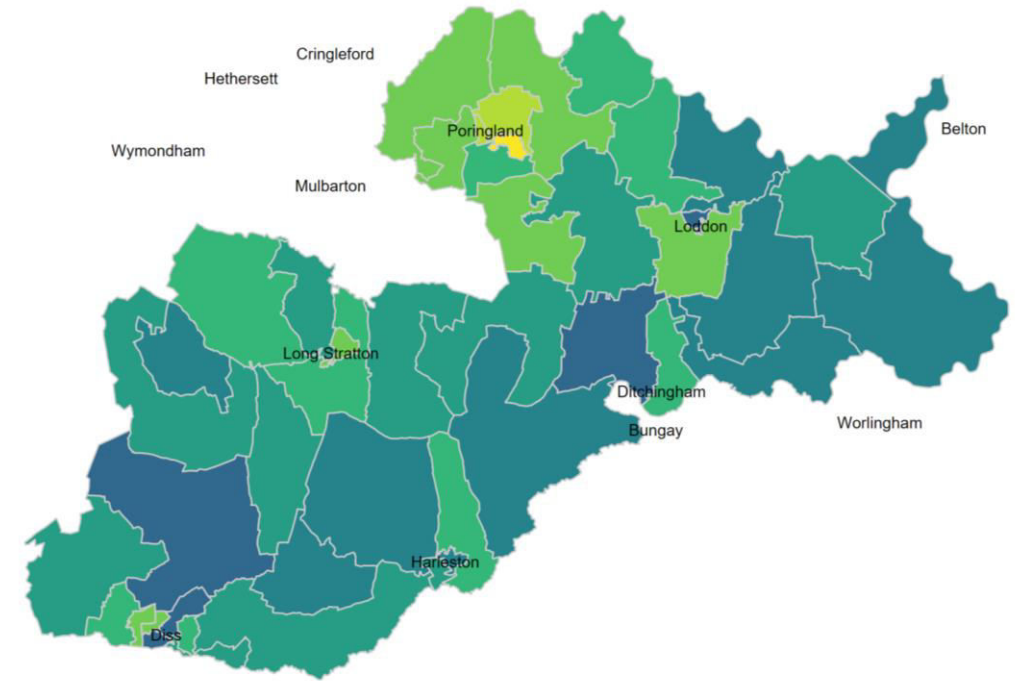 Cringleford
Hethersett
Belton
Poringland
Wymondham
Mulbarton
Loddon
Long Stratton
Ditchingham
Worlingham
Bungay
Harleston
Diss